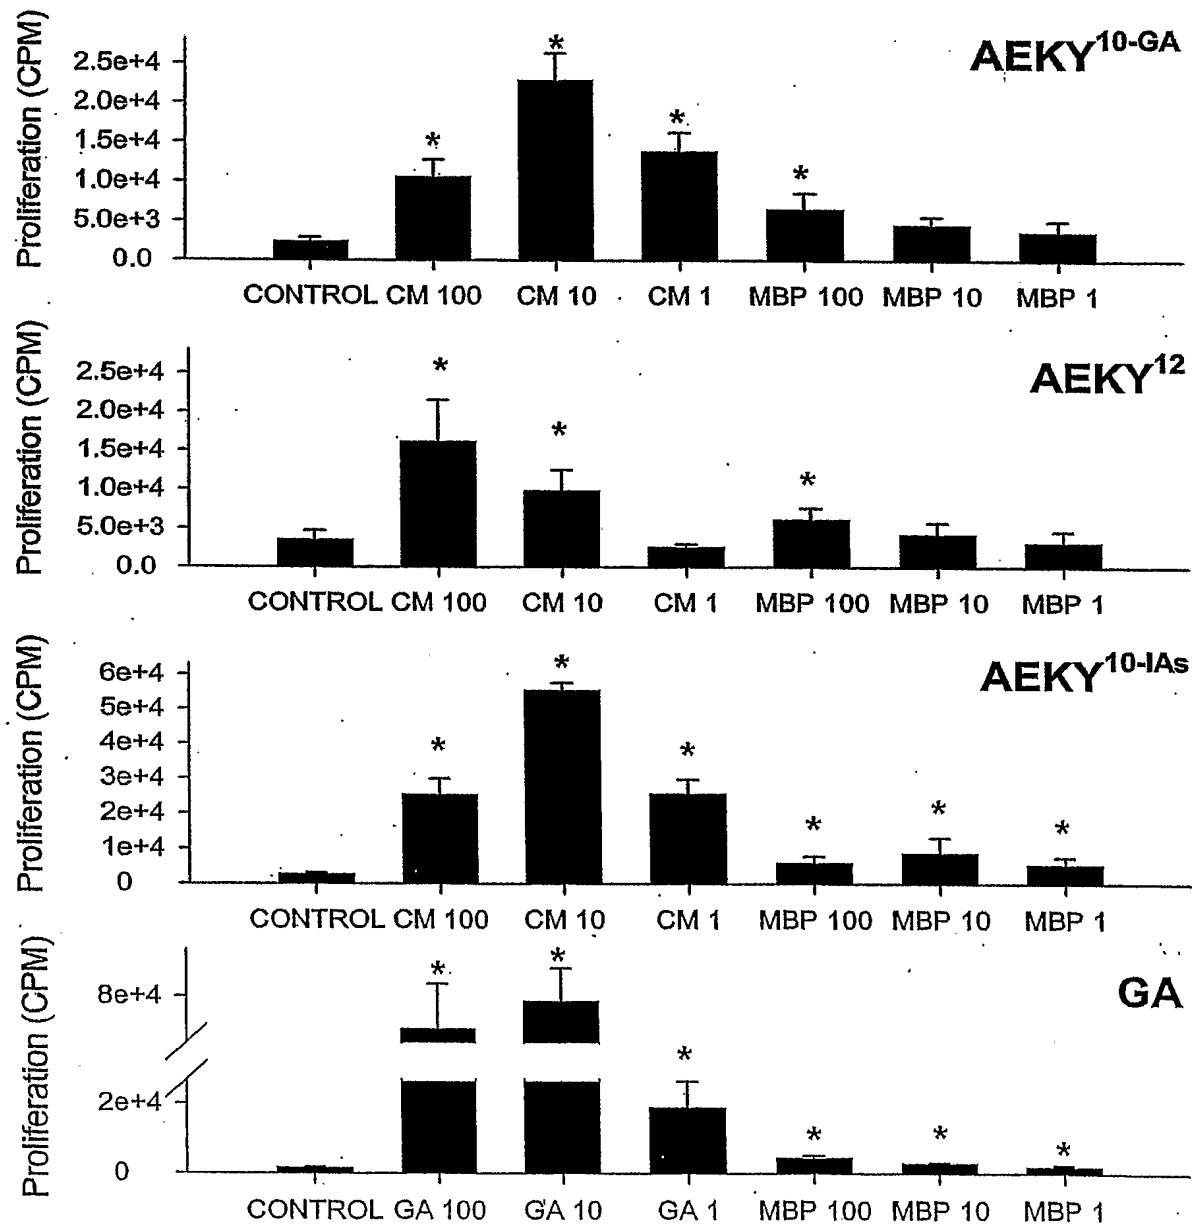 Proliferation (CPM)
AEKY10-GA
2.5e+4
2.0e+4
1.5e+4
1.0e+4
5.0e+3
0.0
* * * *
CONTROL CM 100 CM 10 CM 1 MBP 100 MBP 10 MBP 1
Proliferation (CPM)
AEKY12
2.5e+4
2.0e+4
1.5e+4
1.0e+4
5.0e+3
0.0
* * *
CONTROL CM 100 CM 10 CM 1 MBP 100 MBP 10 MBP 1
Proliferation (CPM)
AEKY10-IAs
6e+4
5e+4
4e+4
3e+4
2e+4
1e+4
0
* * * * * *
CONTROL CM 100 CM 10 CM 1 MBP 100 MBP 10 MBP 1
Proliferation (CPM)
GA
8e+4
2e+4
0
* * * * * *
CONTROL GA 100 GA 10 GA 1 MBP 100 MBP 10 MBP 1